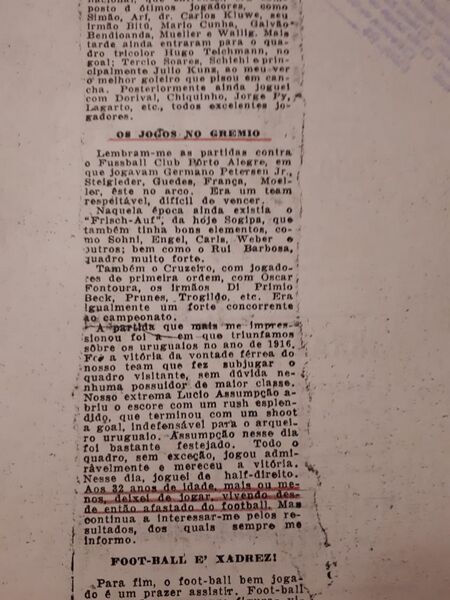 nacional, que
posto d ótimos jogadores, como
Simão, Ari, dr. Carlos Kluwe, seu
irmão Bitú, Mario Cunha, Galvão
Bendioanda, Mueller e Wallig. Mais
tarde ainda entraram para o qua-
dro tricolor Hugo Teichmann, no
goal; Tercio Soares, Schiehl e prin-
cipalmente Julio Kunz, ao meu ver
o melhor goleiro que pisou em can-
cha. Posteriormente ainda joguei
com Dorival, Chiquinho, Jorge Py,
Lagarto, etc., todos excelentes jo-
gadores.
OS JOGOS NO GREMIO
Lembram-me as partidas contra
o Fussball Club Pôrto Alegre, em
que jogavam Germano Petersen Jr.,
Steigleder, Guedes, França, Moel-
ler, êste no arco. Era um team
respeitável, difícil de vencer.
Naquela época ainda existia o
"Frisch-Auf", da hoje Sogipa, que
também tinha bons elementos, co-
mo Sohni, Engel, Carls, Weber e
outros; bem como o Rui Barbosa,
quadro muito forte.
Também o Cruzeiro, com jogado-
res de primeira ordem, com Oscar
Fontoura, os irmãos Di Primio
Beck, Prunes, Trogildo, etc. Era
igualmente um forte concorrente
ao campeonato.
A partida que mais me impres-
sionou foi a em que triunfamos
sôbre os uruguaios no ano de 1916.
Foi a vitória da vontade férrea do
nosso team que fez subjugar o
quadro visitante, sem dúvida ne-
nhuma possuidor de maior classe.
Nosso extrema Lucio Assumpção a-
briu o escore com um rush esplen-
dido, que terminou com um shoot
a goal, indefensável para o arquei-
ro uruguaio. Assumpção nesse dia
foi bastante festejado. Todo o
quadro, sem exceção, jogou admi-
ràvelmente e mereceu a vitória.
Nesse dia, joguei de half-direito.
Aos 32 anos de idade, mais ou me-
nos, deixei de jogar, vivendo des-
de então afastado do football. Mas
continua a interessar-me pelos re-
sultados, dos quais sempre me
informo.
FOOT-BALL E' XADREZ!
Para fim, o foot-ball bem joga-
do é um prazer assistir. Foot-ball